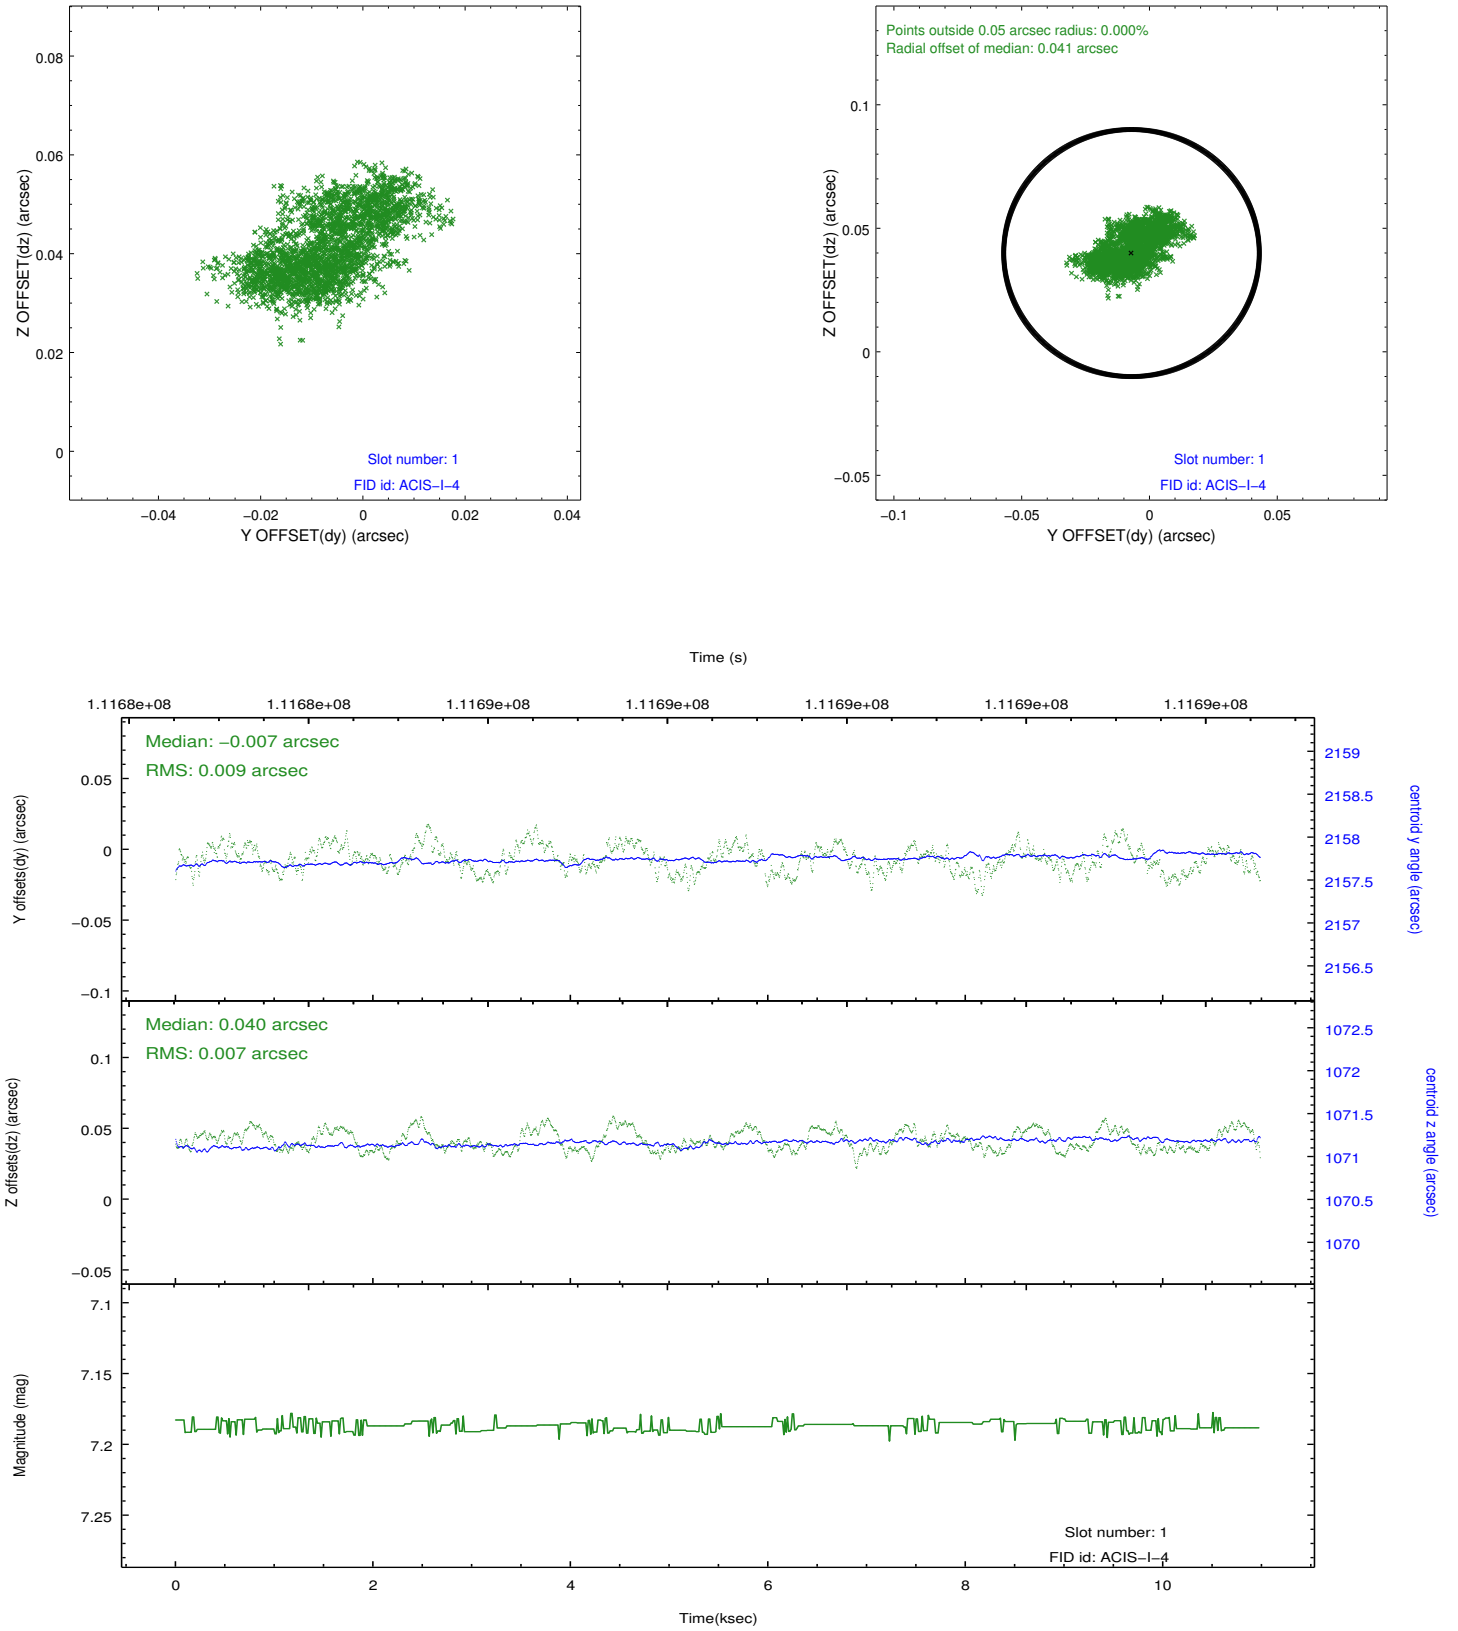 0.08
0.06
0.04
0.02
0
Z OFFSET(dz) (arcsec)
Slot number: 1
FID id: ACIS−I−4
−0.04 −0.02 0 0.02 0.04
Y OFFSET(dy) (arcsec)
Points outside 0.05 arcsec radius: 0.000%
Radial offset of median: 0.041 arcsec
0.1
0.05
0
−0.05
Z OFFSET(dz) (arcsec)
Slot number: 1
FID id: ACIS−I−4
−0.1 −0.05 0 0.05
Y OFFSET(dy) (arcsec)
Time (s)
1.1168e+08 1.1168e+08 1.1169e+08 1.1169e+08 1.1169e+08 1.1169e+08 1.1169e+08
Median: −0.007 arcsec
RMS: 0.009 arcsec
0.05
0
−0.05
−0.1
Y offsets(dy) (arcsec)
2159
2158.5
2158
2157.5
2157
2156.5
centroid y angle (arcsec)
Median: 0.040 arcsec
RMS: 0.007 arcsec
0.1
0.05
0
−0.05
Z offsets(dz) (arcsec)
1072.5
1072
1071.5
1071
1070.5
1070
centroid z angle (arcsec)
7.1
7.15
7.2
7.25
Magnitude (mag)
Slot number: 1
FID id: ACIS−I−4
0 2 4 6 8 10
Time(ksec)